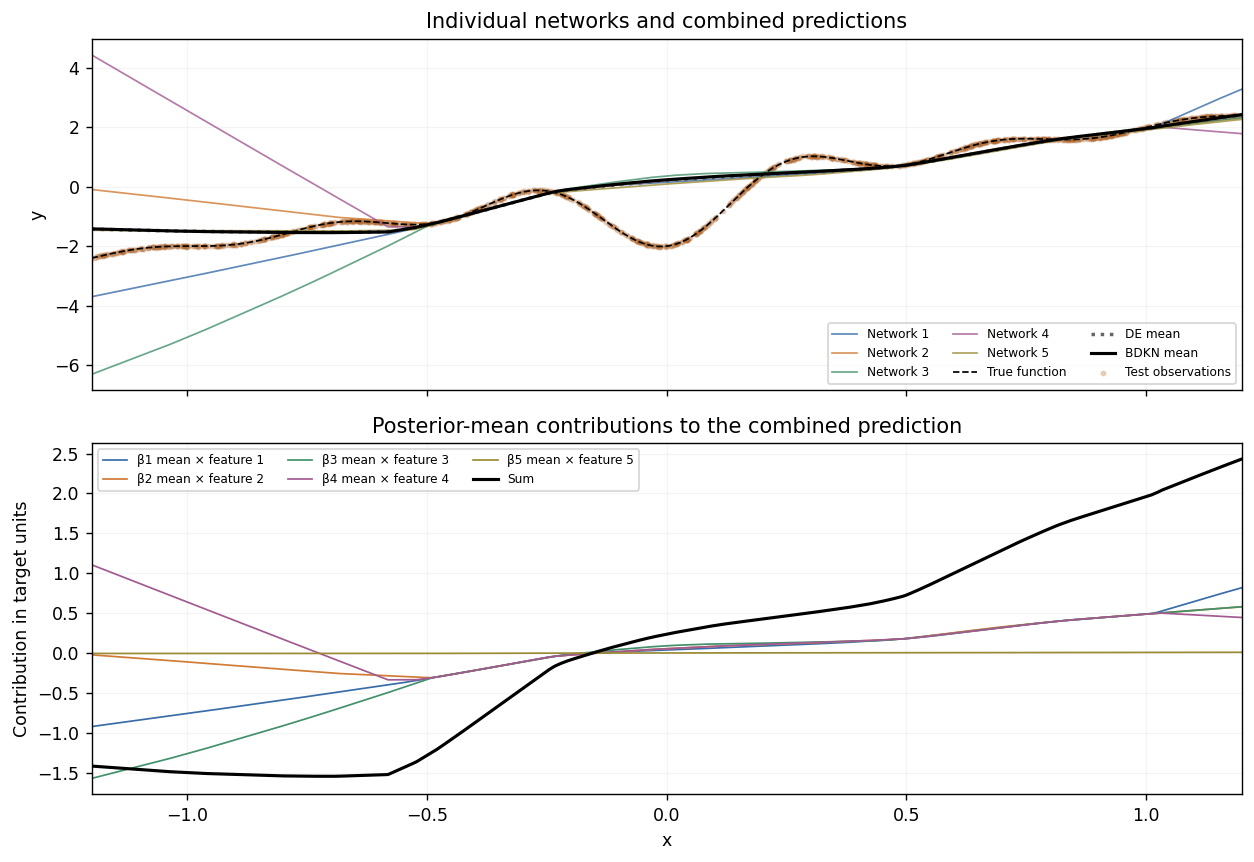 Individual networks and combined predictions
4
2
0
−2
−4
−6
y
Network 1
Network 2
Network 3
Network 4
Network 5
True function
DE mean
BDKN mean
Test observations
Posterior-mean contributions to the combined prediction
2.5
2.0
1.5
1.0
0.5
0.0
−0.5
−1.0
−1.5
Contribution in target units
β1 mean × feature 1
β2 mean × feature 2
β3 mean × feature 3
β4 mean × feature 4
β5 mean × feature 5
Sum
−1.0
−0.5
0.0
0.5
1.0
x